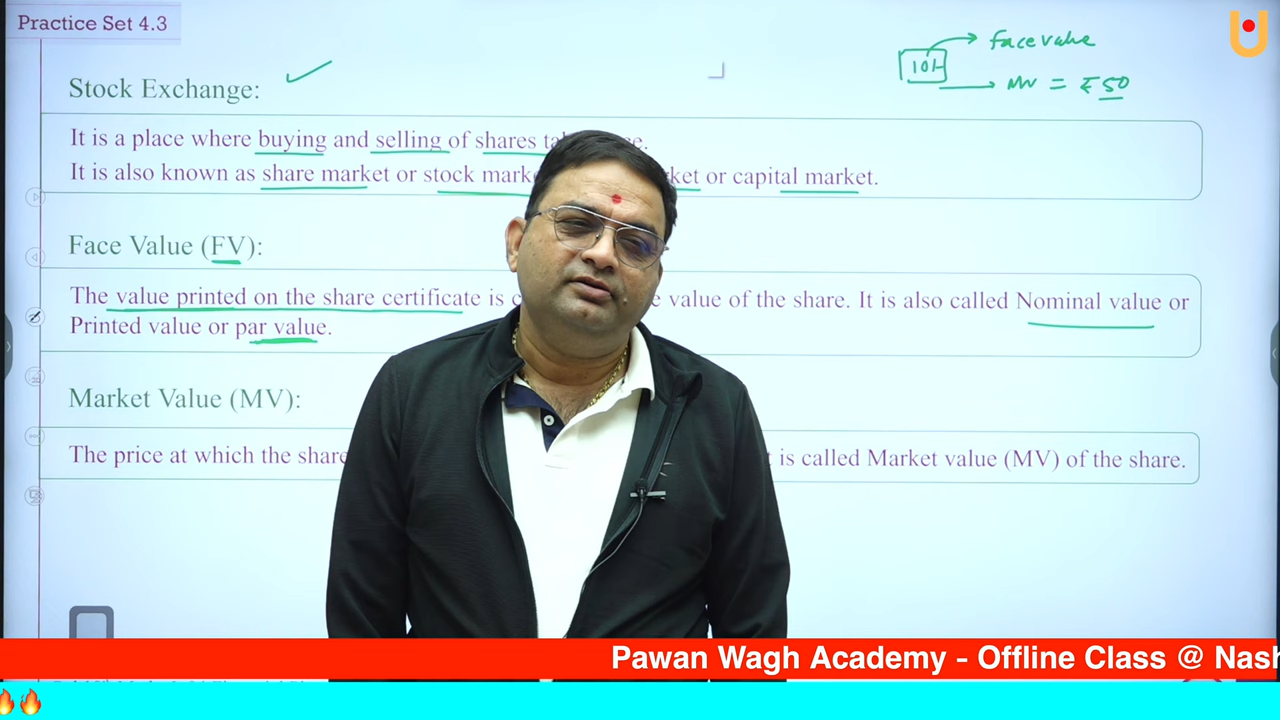 Practice Set 4.3
face value
10/-
MV = ₹50
Stock Exchange:
It is a place where buying and selling of shares
It is also known as share market or stock or capital market.
Face Value (FV):
The value printed on the share certificate is value of the share. It is also called Nominal value or
Printed value or par value.
Market Value (MV):
The price at which the share is called Market value (MV) of the share.
Pawan Wagh Academy - Offline Class @